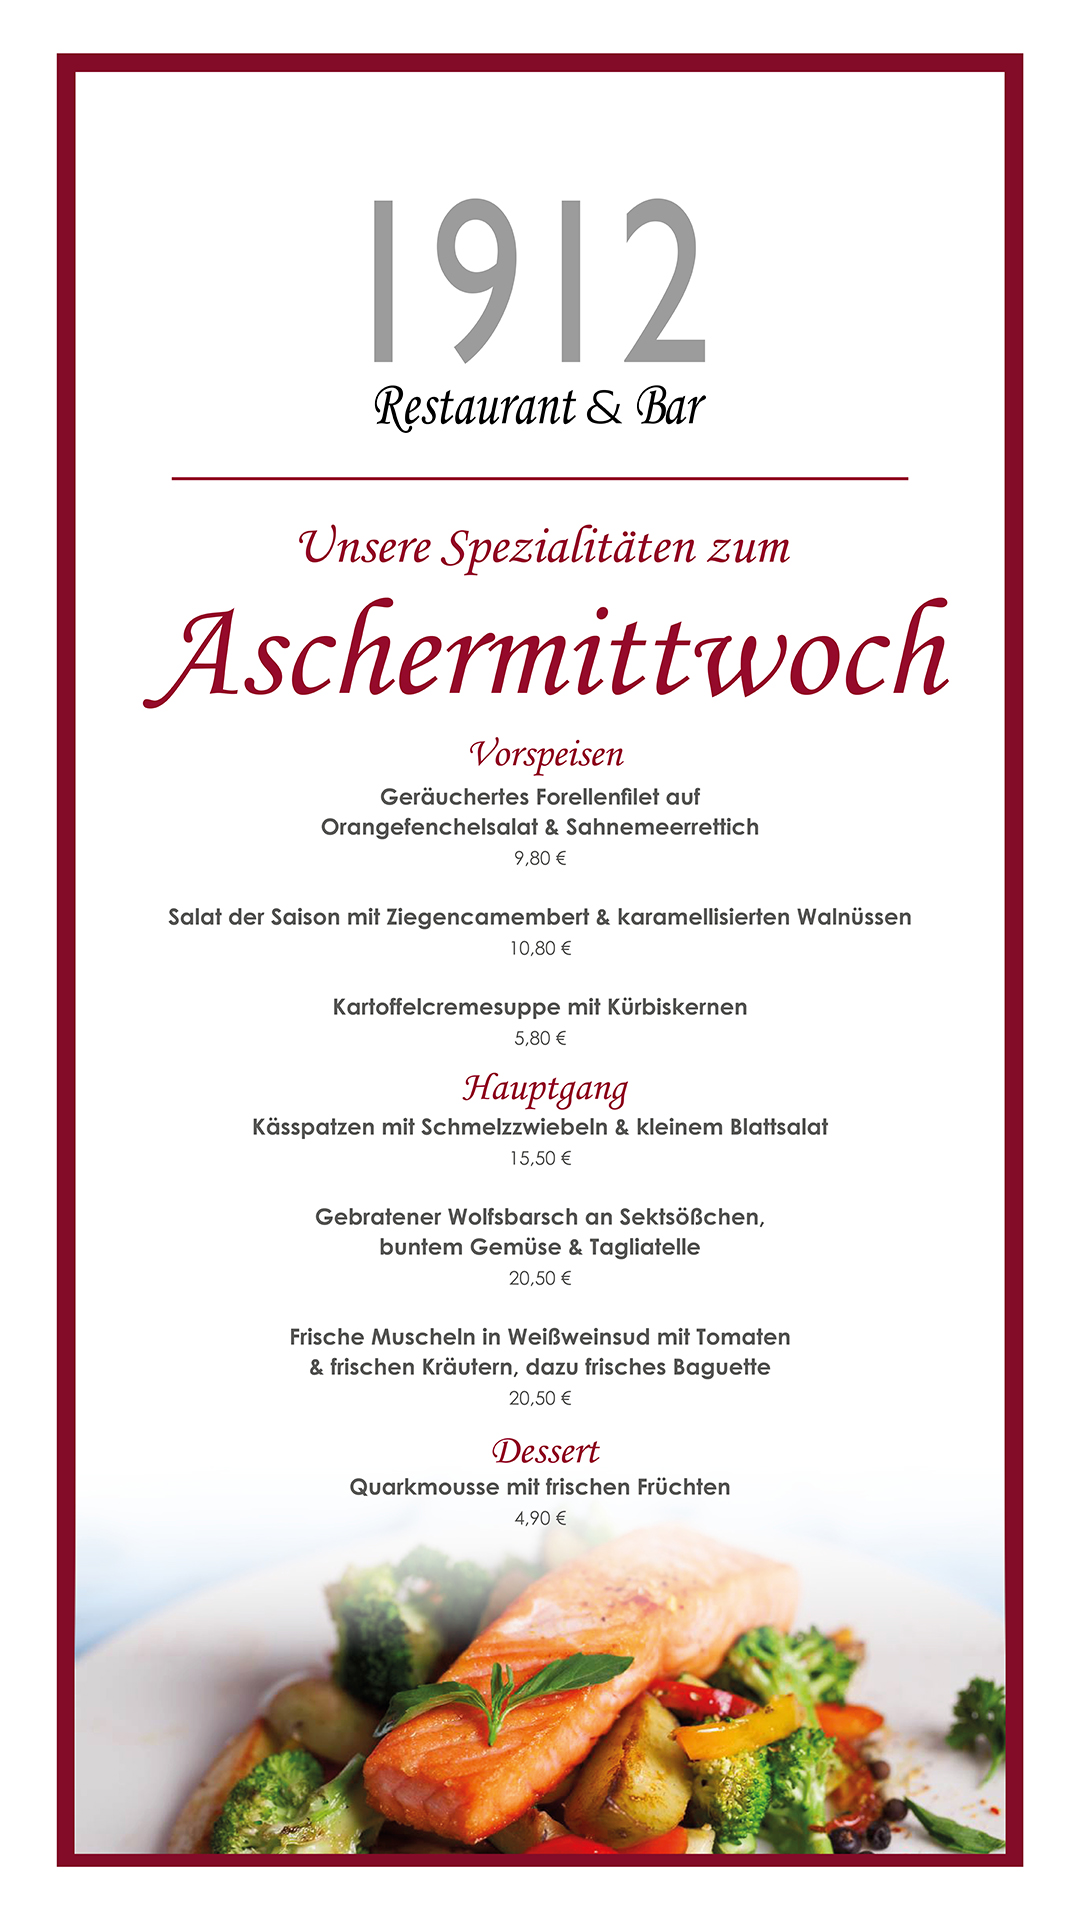 1912
Restaurant & Bar
Unsere Spezialitäten zum
Aschermittwoch
Vorspeisen
Geräuchertes Forellenfilet auf
Orangefenchelsalat & Sahnemeerrettich
9,80 €
Salat der Saison mit Ziegencamembert & karamellisierten Walnüssen
10,80 €
Kartoffelcremesuppe mit Kürbiskernen
5,80 €
Hauptgang
Kässpatzen mit Schmelzzwiebeln & kleinem Blattsalat
15,50 €
Gebratener Wolfsbarsch an Sektsößchen,
buntem Gemüse & Tagliatelle
20,50 €
Frische Muscheln in Weißweinsud mit Tomaten
& frischen Kräutern, dazu frisches Baguette
20,50 €
Dessert
Quarkmousse mit frischen Früchten
4,90 €